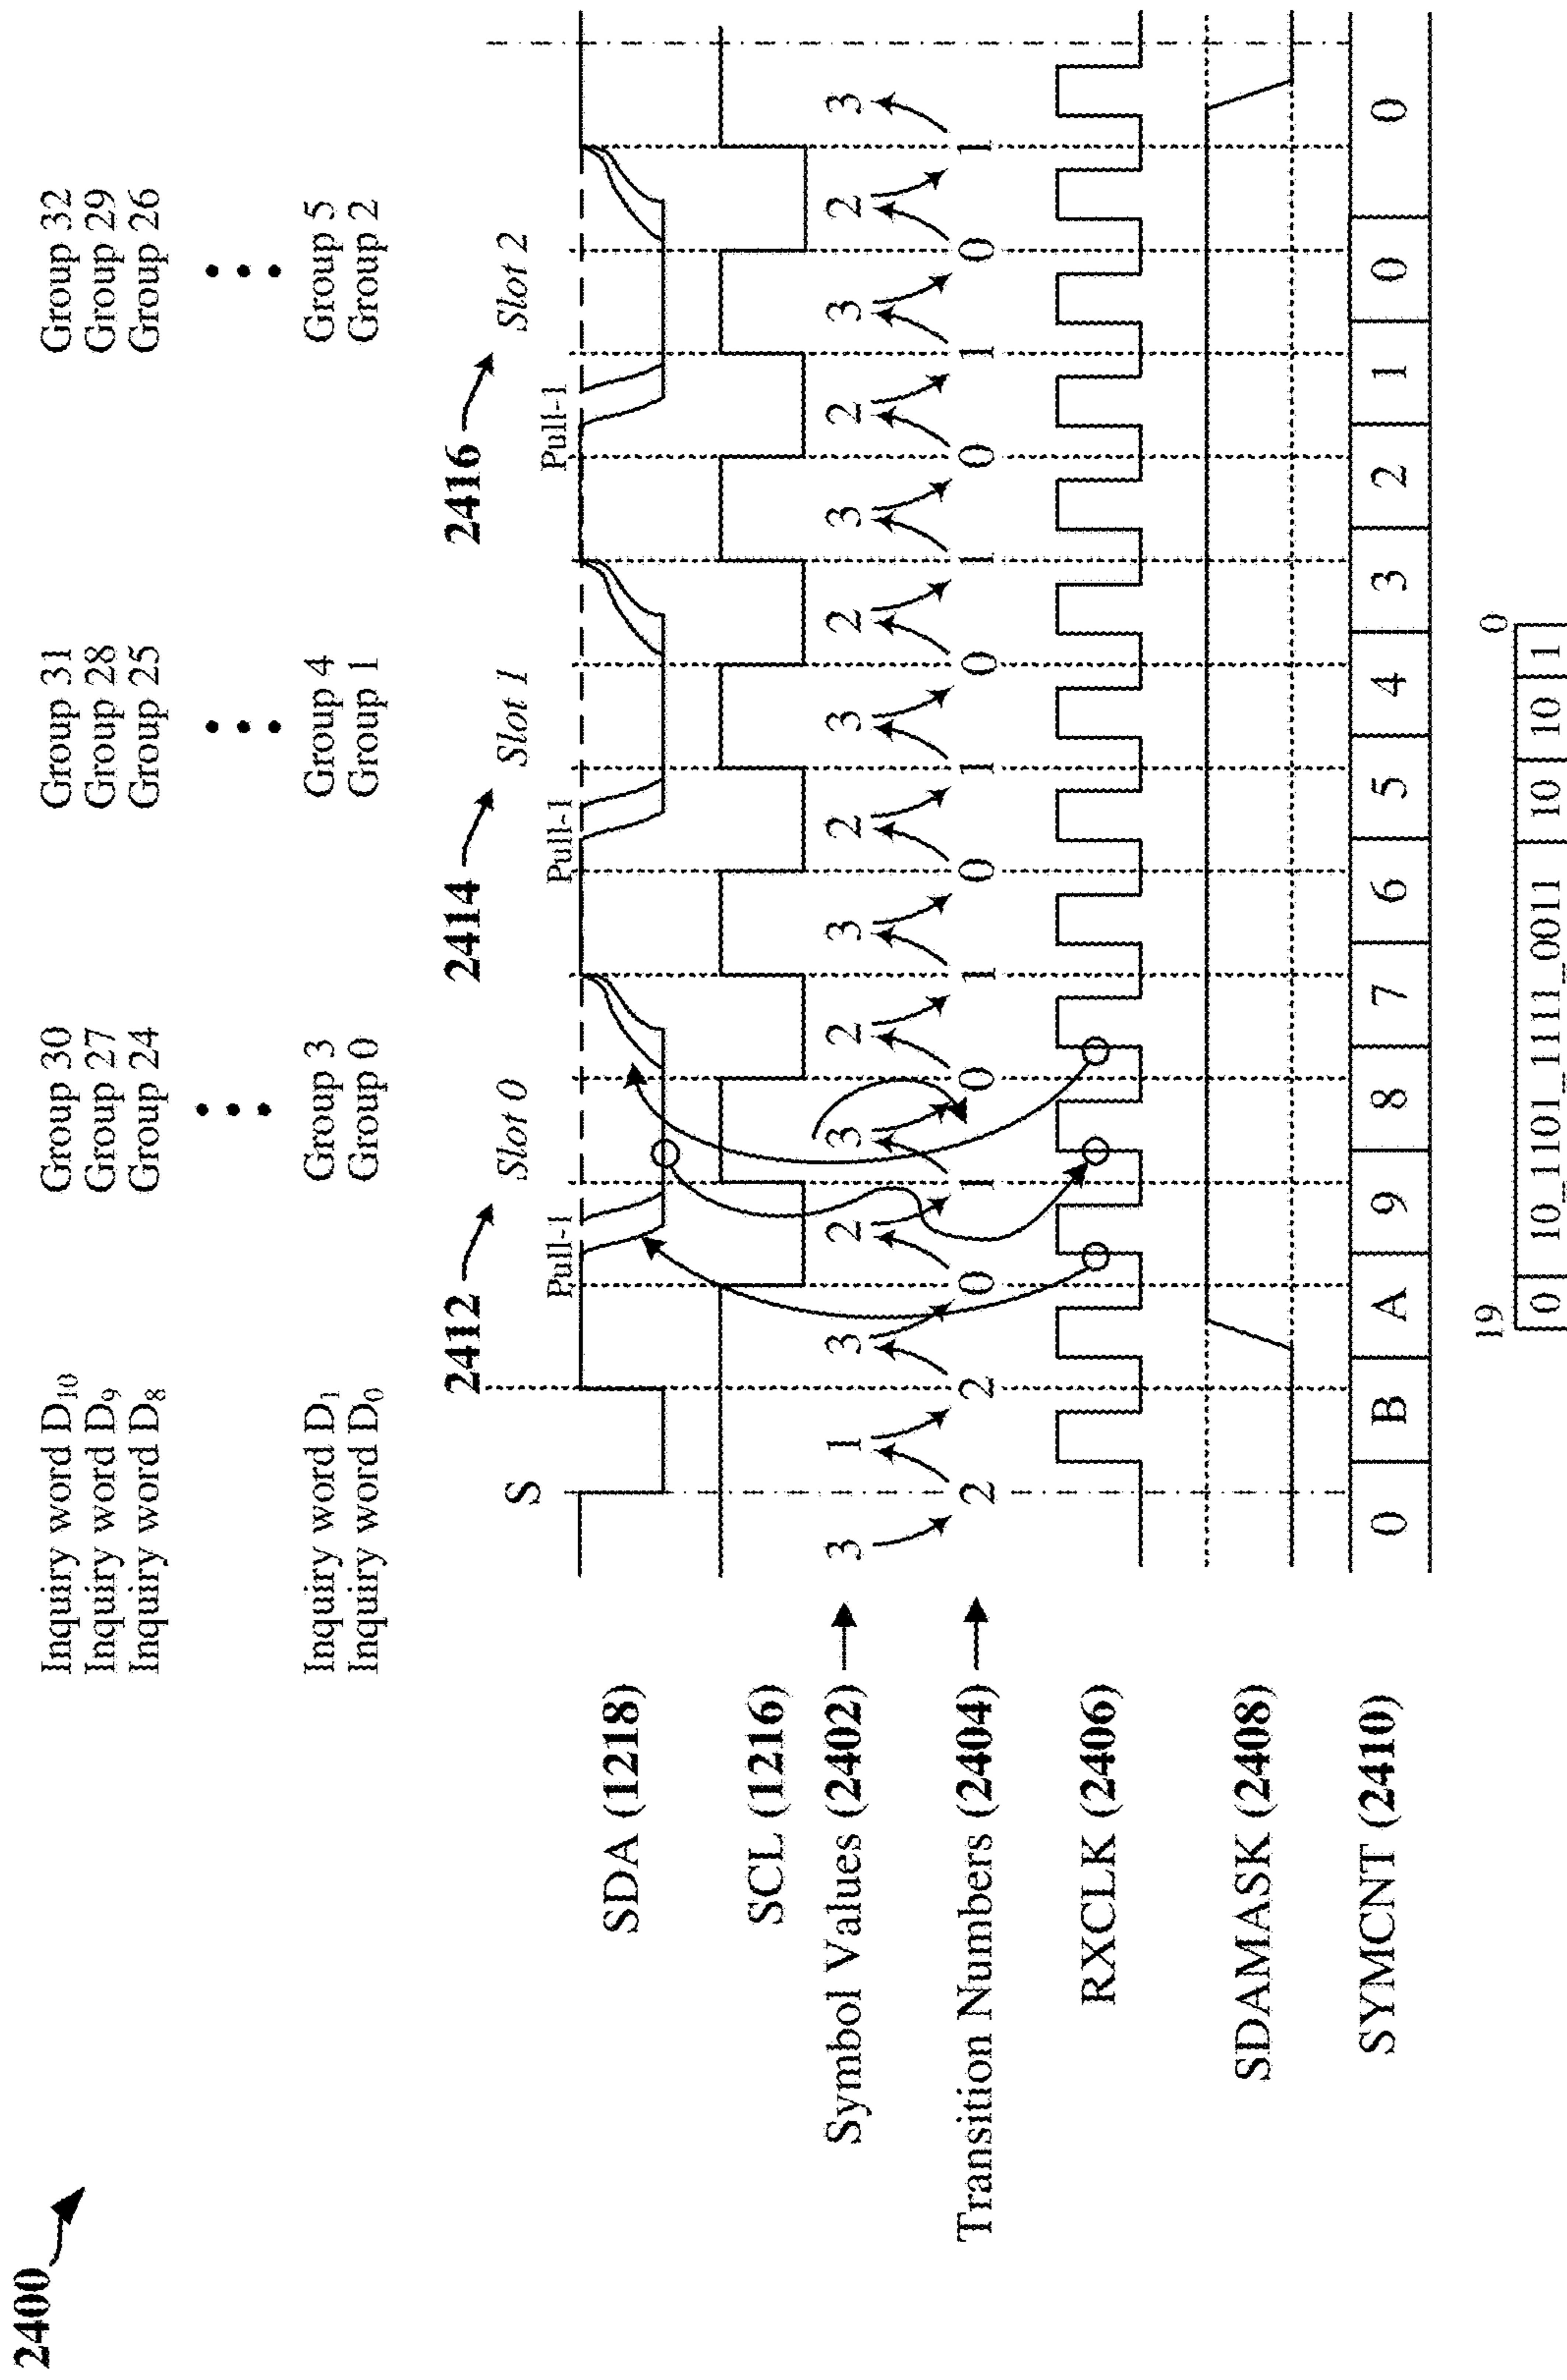 2400
Inquiry word D₁₀ Group 30 Group 31 Group 32
Inquiry word D₉ Group 27 Group 28 Group 29
Inquiry word D₈ Group 24 Group 25 Group 26
Inquiry word D₁ Group 3 Group 4 Group 5
Inquiry word D₀ Group 0 Group 1 Group 2
2412 2414 2416
S Slot 0 Slot 1 Slot 2
Pull-1 Pull-1 Pull-1
SDA (1218)
SCL (1216)
Symbol Values (2402) 3 1 3 2 3 2 3 2 3 2 3 2 3 2 3
Transition Numbers (2404) 2 2 0 1 0 1 0 1 0 1 0 1 0 1
RXCLK (2406)
SDAMASK (2408)
SYMCNT (2410) 0 B A 9 8 7 6 5 4 3 2 1 0 0
19 0
0 10_1101_1111_0011 10 10 1